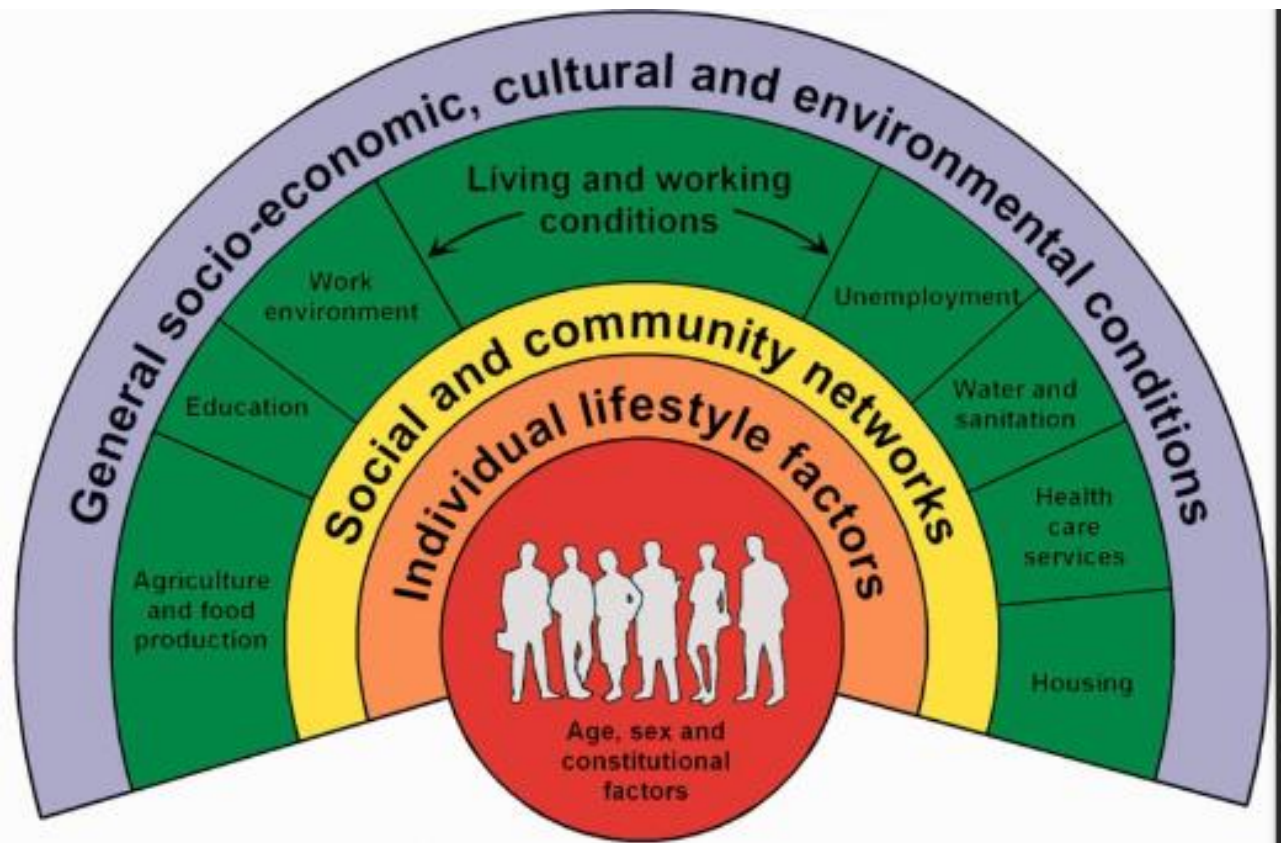 General socio-economic, cultural and environmental conditions
Living and working
conditions
Work
environment
Unemployment
Education
Water and
sanitation
Agriculture
and food
production
Health
care
services
Housing
Social and community networks
Individual lifestyle factors
Age, sex and
constitutional
factors